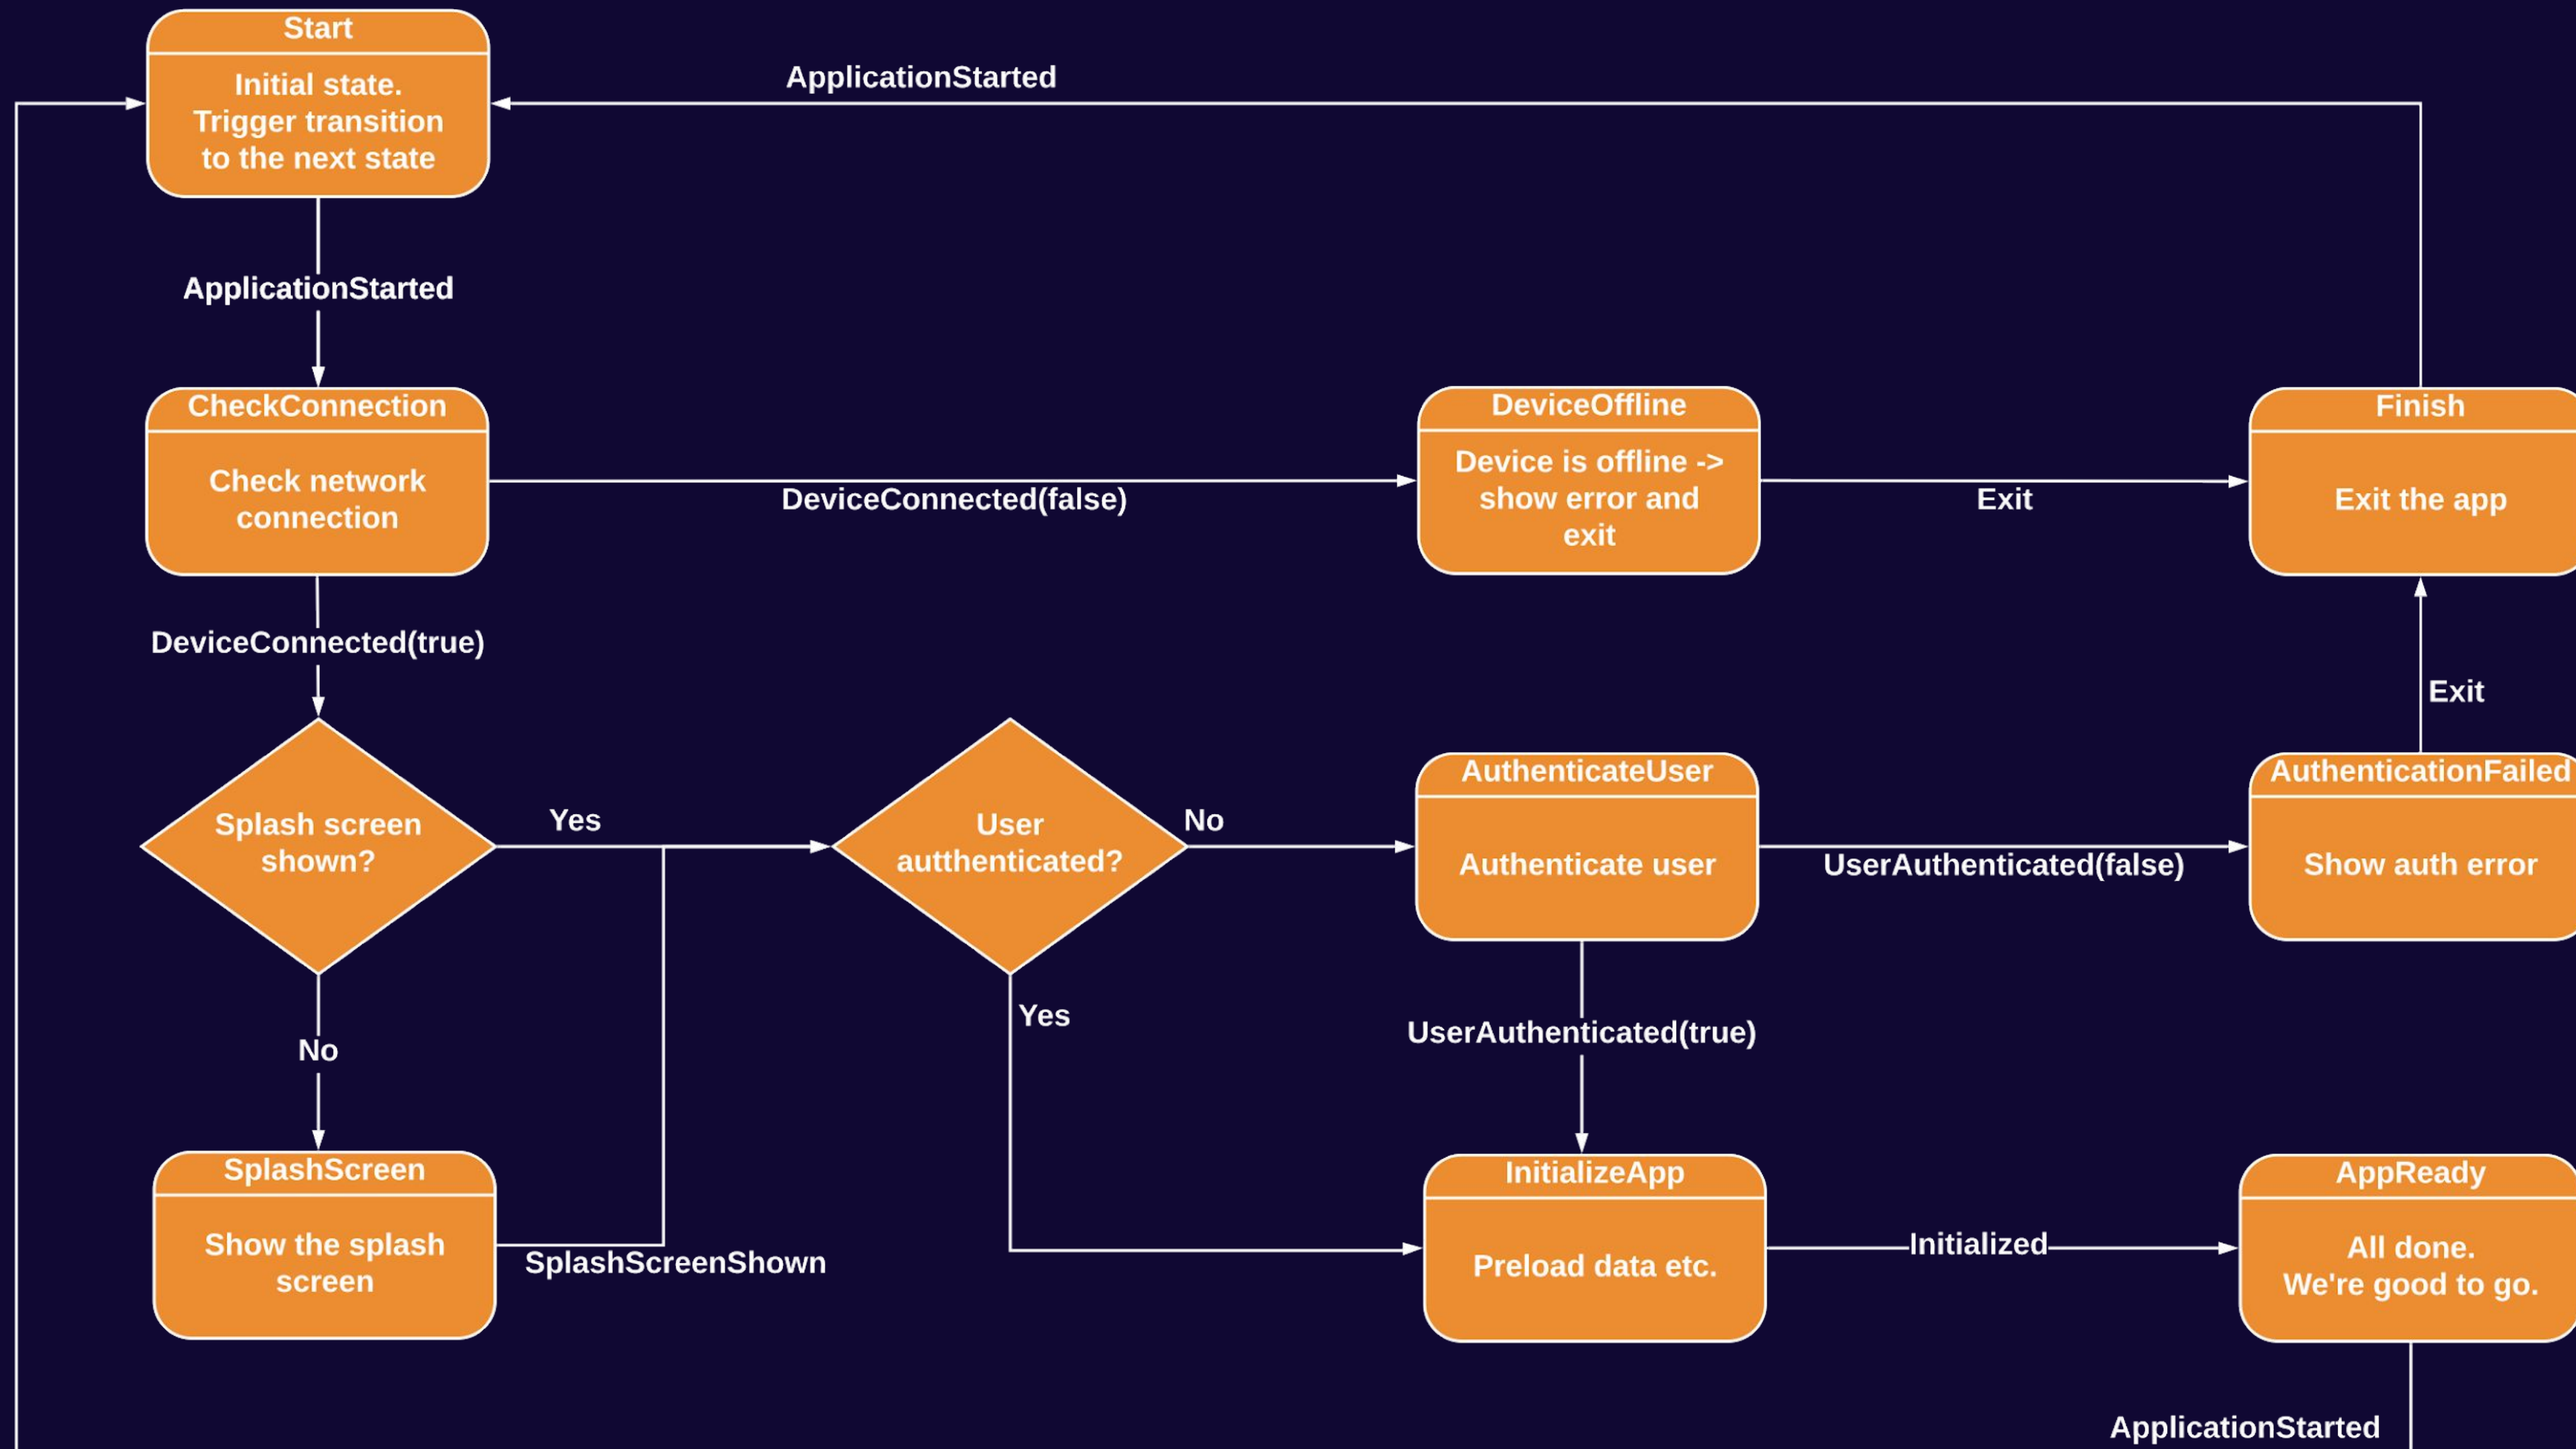 Start
Initial state.
Trigger transition
to the next state
ApplicationStarted
ApplicationStarted
CheckConnection
Check network
connection
DeviceConnected(false)
DeviceOffline
Device is offline ->
show error and
exit
Exit
Finish
Exit the app
DeviceConnected(true)
Exit
Splash screen
shown?
Yes
User
autthenticated?
No
AuthenticateUser
Authenticate user
UserAuthenticated(false)
AuthenticationFailed
Show auth error
No
Yes
UserAuthenticated(true)
SplashScreen
Show the splash
screen
SplashScreenShown
InitializeApp
Preload data etc.
Initialized
AppReady
All done.
We're good to go.
ApplicationStarted